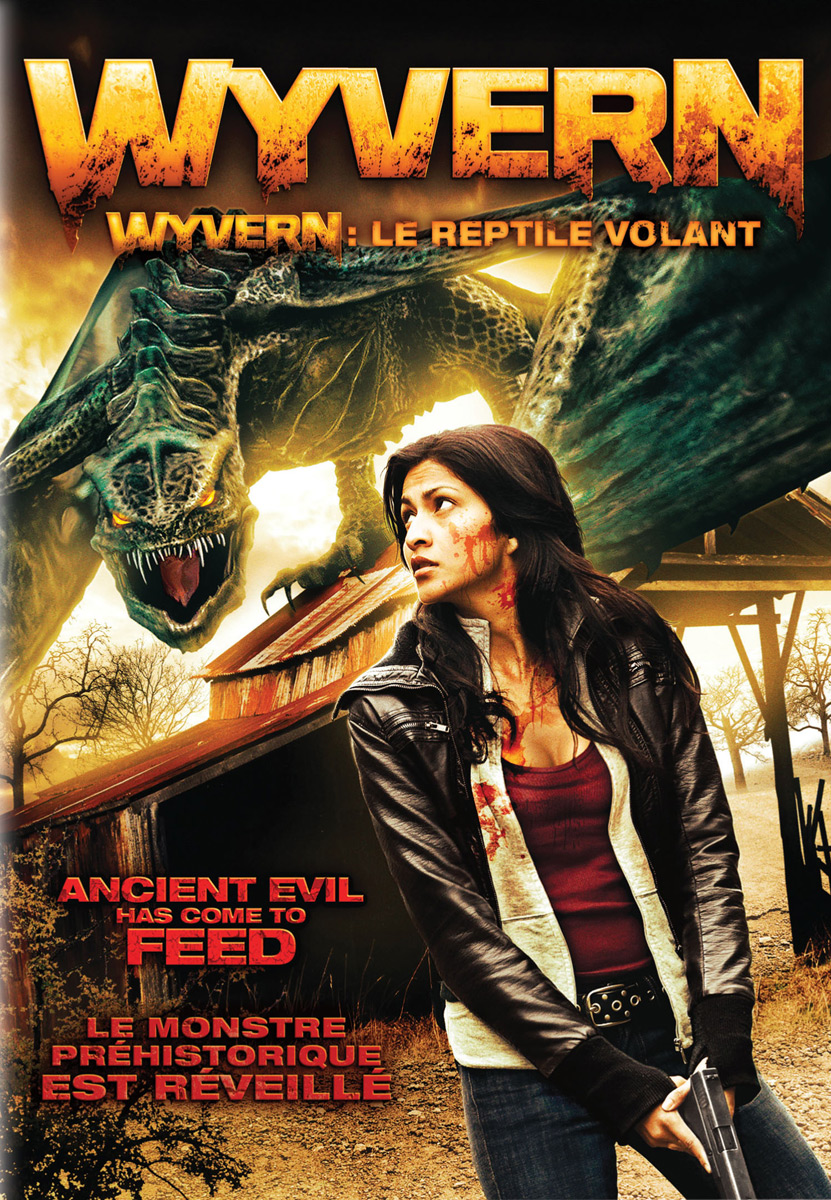 WYVERN
WYVERN: LE REPTILE VOLANT
ANCIENT EVIL
HAS COME TO
FEED
LE MONSTRE
PRÉHISTORIQUE
EST RÉVEILLÉ